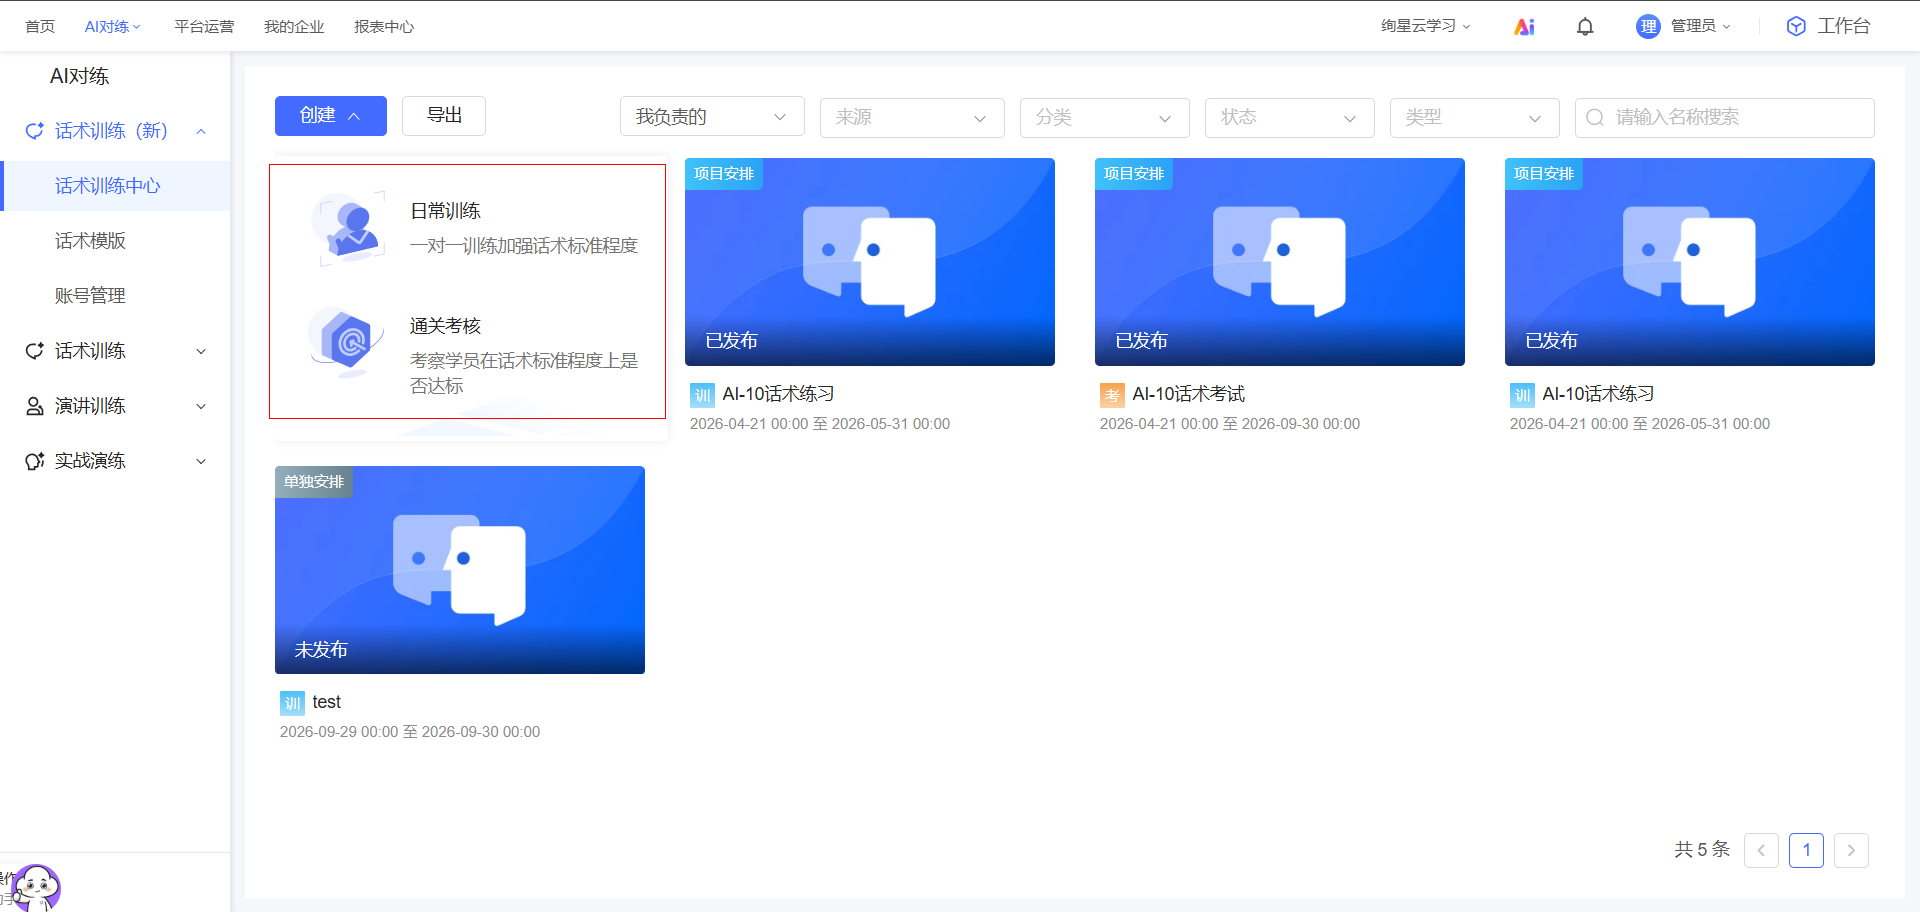 首页 AI对练 平台运营 我的企业 报表中心 绚星云学习 Ai 理 管理员 工作台
AI对练
话术训练（新）
话术训练中心
话术模版
账号管理
话术训练
演讲训练
实战演练
创建 导出 我负责的 来源 分类 状态 类型 请输入名称搜索
日常训练
一对一训练加强话术标准程度
通关考核
考察学员在话术标准程度上是
否达标
项目安排
已发布
训 AI-10话术练习
2026-04-21 00:00 至 2026-05-31 00:00
项目安排
已发布
考 AI-10话术考试
2026-04-21 00:00 至 2026-09-30 00:00
项目安排
已发布
训 AI-10话术练习
2026-04-21 00:00 至 2026-05-31 00:00
单独安排
未发布
训 test
2026-09-29 00:00 至 2026-09-30 00:00
共 5 条 1